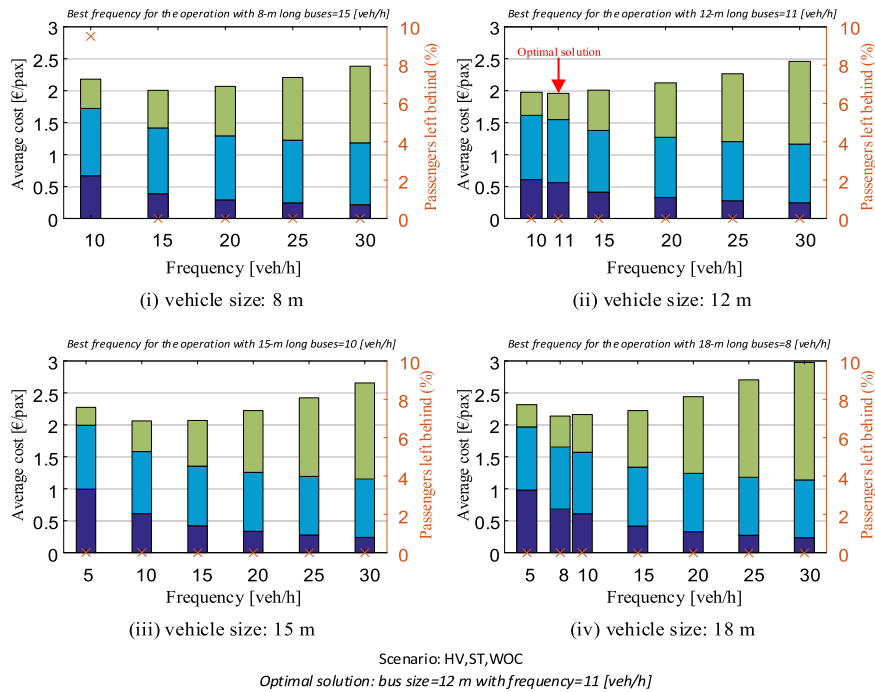 Best frequency for the operation with 8-m long buses=15 [veh/h]
Average cost [€/pax]
3
2.5
2
1.5
1
0.5
0
10
8
6
4
2
0
Passengers left behind (%)
10 15 20 25 30
Frequency [veh/h]
(i) vehicle size: 8 m
Best frequency for the operation with 12-m long buses=11 [veh/h]
Optimal solution
Average cost [€/pax]
3
2.5
2
1.5
1
0.5
0
10
8
6
4
2
0
Passengers left behind (%)
10 11 15 20 25 30
Frequency [veh/h]
(ii) vehicle size: 12 m
Best frequency for the operation with 15-m long buses=10 [veh/h]
Average cost [€/pax]
3
2.5
2
1.5
1
0.5
0
10
8
6
4
2
0
Passengers left behind (%)
5 10 15 20 25 30
Frequency [veh/h]
(iii) vehicle size: 15 m
Best frequency for the operation with 18-m long buses=8 [veh/h]
Average cost [€/pax]
3
2.5
2
1.5
1
0.5
0
10
8
6
4
2
0
Passengers left behind (%)
5 8 10 15 20 25 30
Frequency [veh/h]
(iv) vehicle size: 18 m
Scenario: HV,ST,WOC
Optimal solution: bus size=12 m with frequency=11 [veh/h]